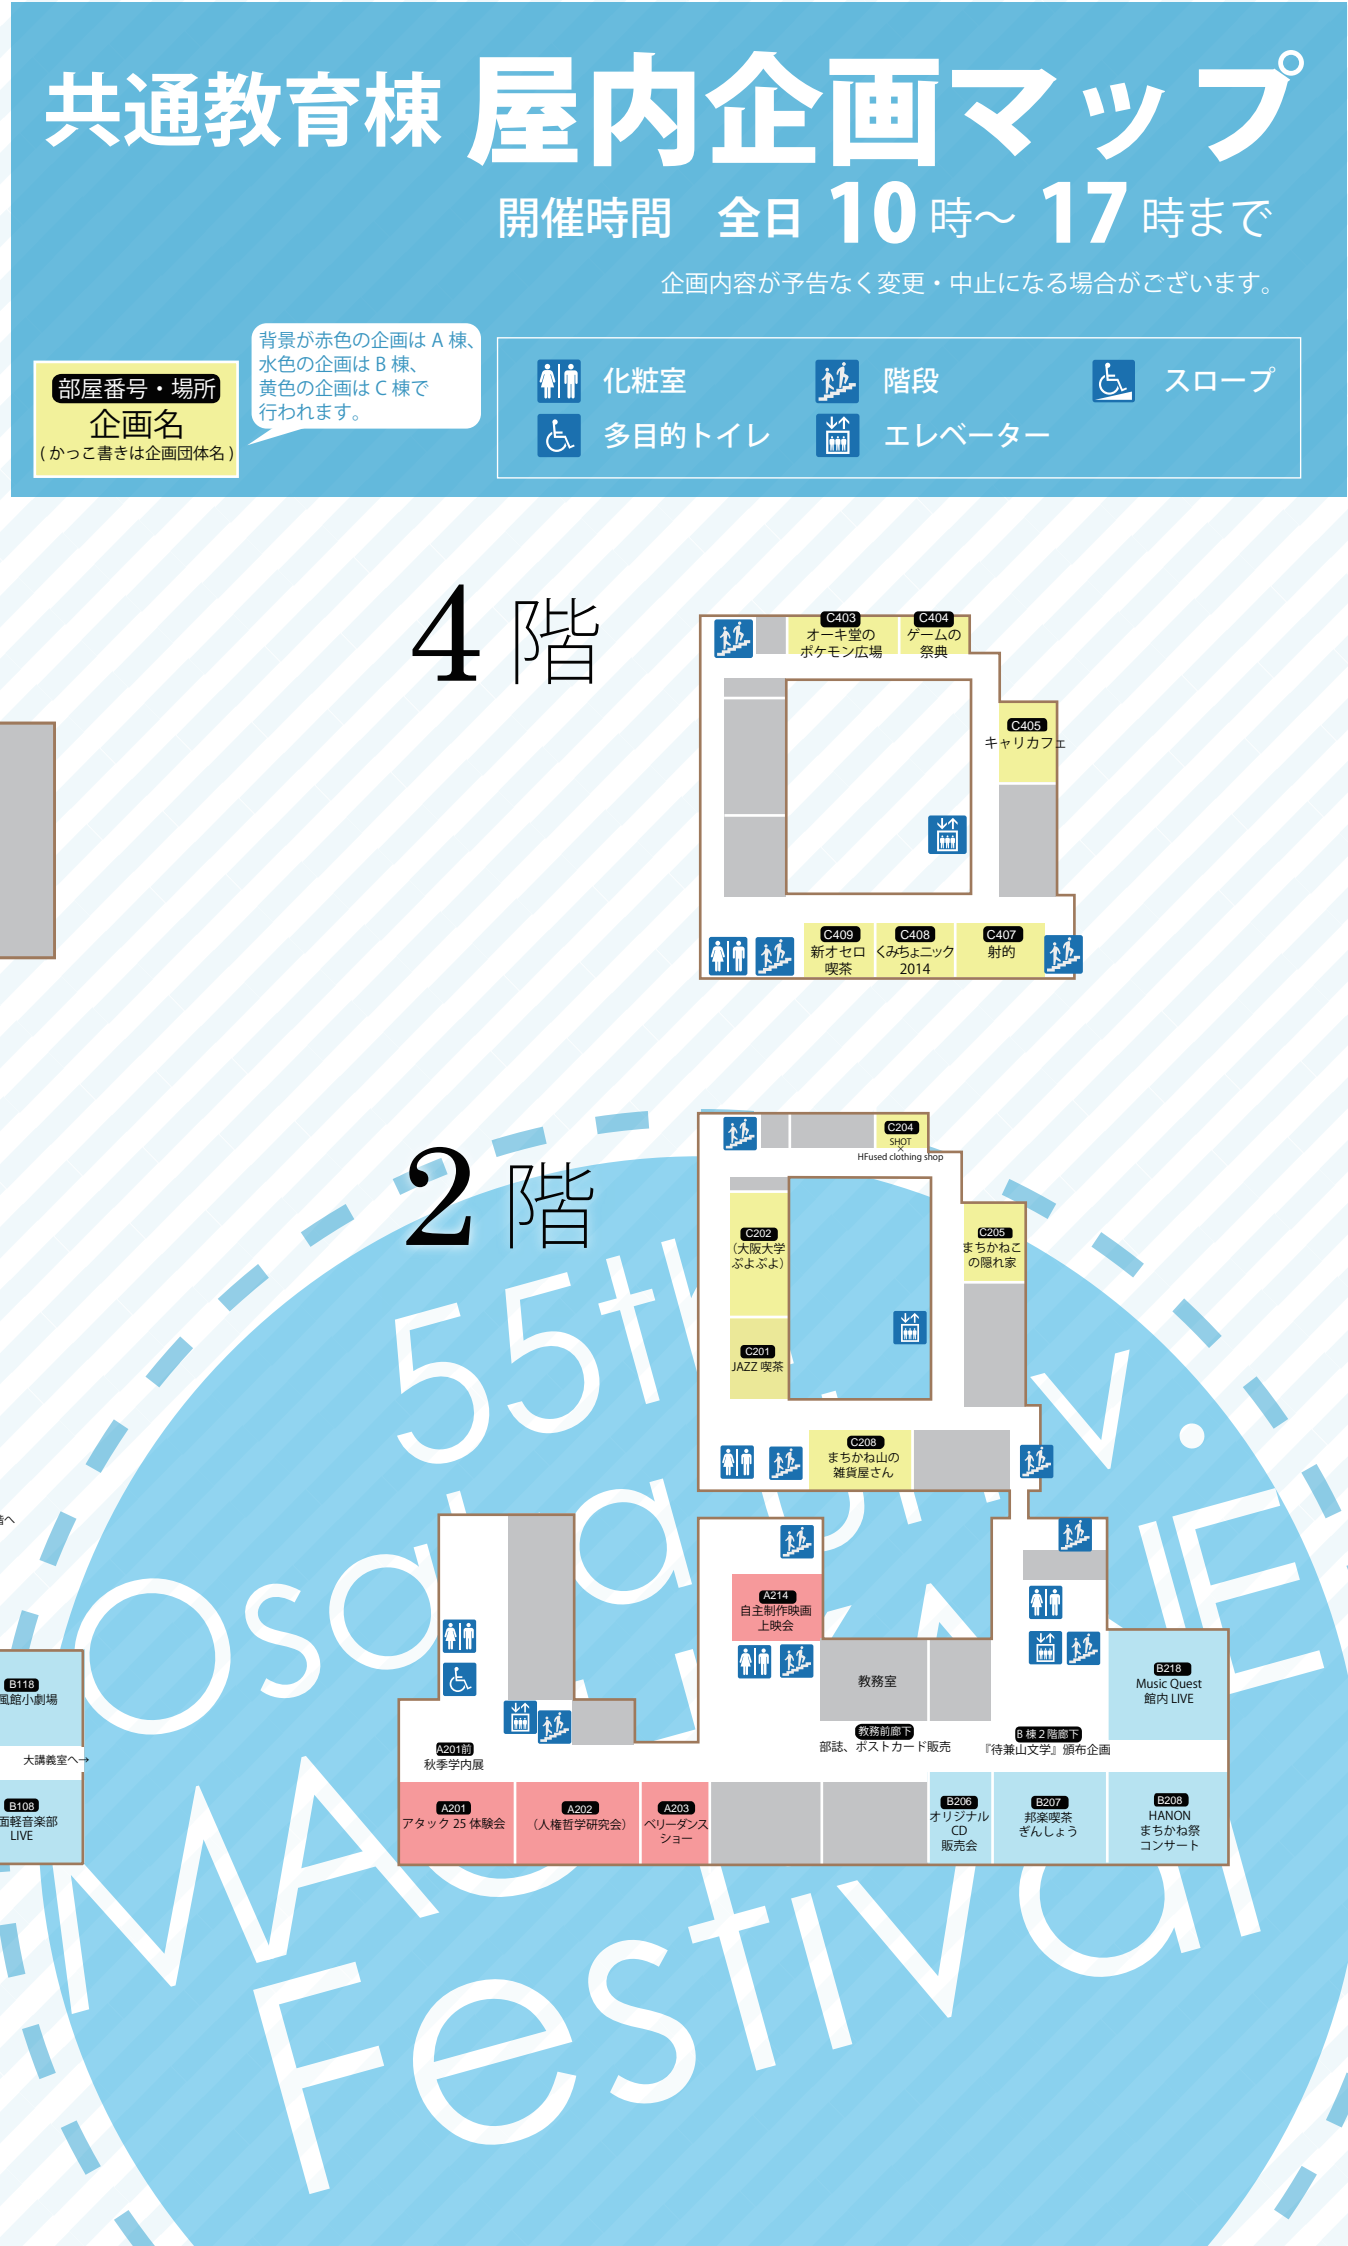 共通教育棟 屋内企画マップ
開催時間 全日 10 時～ 17 時まで
企画内容が予告なく変更・中止になる場合がございます。
部屋番号・場所
企画名
( かっこ書きは企画団体名 )
背景が赤色の企画は A 棟、
水色の企画は B 棟、
黄色の企画は C 棟で
行われます。
化粧室
階段
スロープ
多目的トイレ
エレベーター
4 階
C403
オーキ堂の
ポケモン広場
C404
ゲームの
祭典
C405
キャリカフェ
C409
新オセロ
喫茶
C408
くみちょニック
2014
C407
射的
2 階
C204
SHOT
×
HFused clothing shop
C202
（大阪大学
ぷよぷよ）
C205
まちかねこ
の隠れ家
C201
JAZZ 喫茶
C208
まちかね山の
雑貨屋さん
A214
自主制作映画
上映会
教務室
教務前廊下
部誌、ポストカード販売
B 棟 2 階廊下
『待兼山文学』頒布企画
B218
Music Quest
館内 LIVE
A201前
秋季学内展
A201
アタック 25 体験会
A202
（人権哲学研究会）
A203
ベリーダンス
ショー
B206
オリジナル
CD
販売会
B207
邦楽喫茶
ぎんしょう
B208
HANON
まちかね祭
コンサート
階へ
B118
風館小劇場
大講義室へ→
B108
面軽音楽部
LIVE
55th
Osaka Univ.
MACHIKANE
Festival